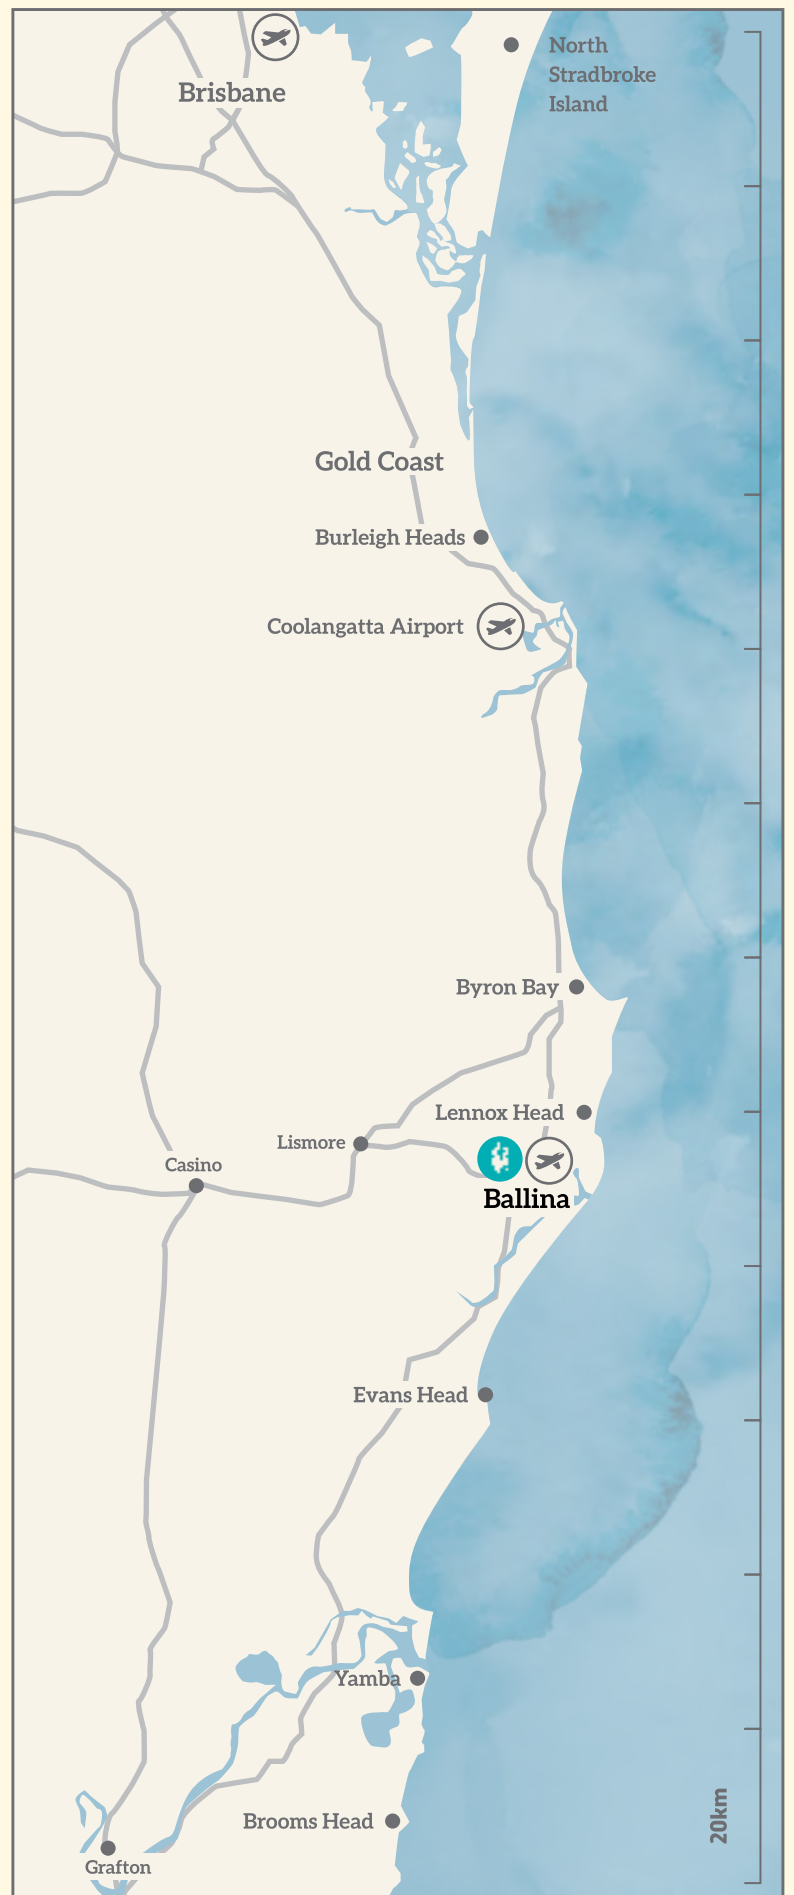 North
Stradbroke
Island
Brisbane
Gold Coast
Burleigh Heads
Coolangatta Airport
Byron Bay
Lennox Head
Lismore
Casino
Ballina
Evans Head
Yamba
20km
Brooms Head
Grafton